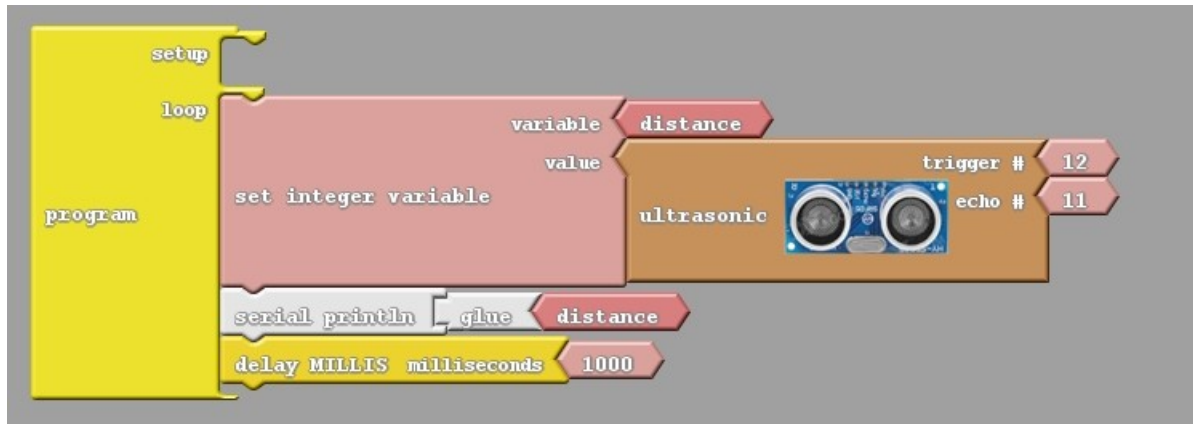 setup
loop
program
set integer variable
variable distance
value
ultrasonic
trigger # 12
echo # 11
serial println glue distance
delay MILLIS milliseconds 1000